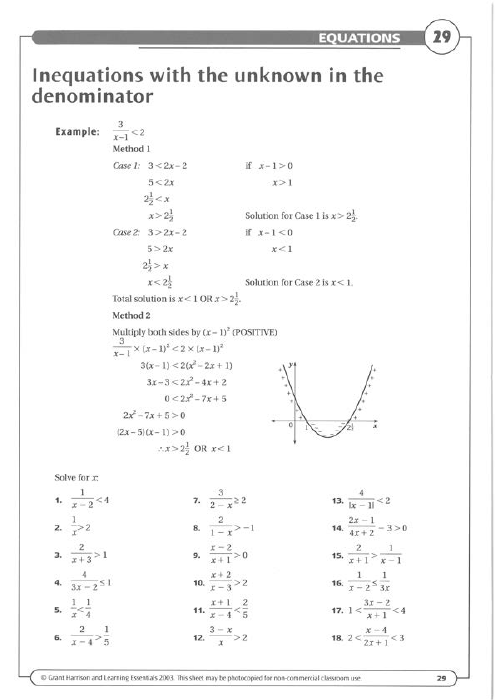 EQUATIONS 29
Inequations with the unknown in the
denominator
Example: 3/(x−1) < 2
Method 1
Case 1: 3 < 2x − 2 if x − 1 > 0
5 < 2x x > 1
2½ < x
x > 2½ Solution for Case 1 is x > 2½.
Case 2: 3 > 2x − 2 if x − 1 < 0
5 > 2x x < 1
2½ > x
x < 2½ Solution for Case 2 is x < 1.
Total solution is x < 1 OR x > 2½.
Method 2
Multiply both sides by (x − 1)² (POSITIVE)
3/(x−1) × (x − 1)² < 2 × (x − 1)²
3(x − 1) < 2(x² − 2x + 1)
3x − 3 < 2x² − 4x + 2
0 < 2x² − 7x + 5
2x² − 7x + 5 > 0
(2x − 5)(x − 1) > 0
∴ x > 2½ OR x < 1
y
0 1 2½ x
Solve for x:
1. 1/(x − 2) < 4
2. 1/x > 2
3. 2/(x + 3) > 1
4. 4/(3x − 2) ≤ 1
5. 1/x < 1/4
6. 2/(x − 4) > 1/5
7. 3/(2 − x) ≥ 2
8. 2/(1 − x) > −1
9. (x − 2)/(x + 1) > 0
10. (x + 2)/(x − 3) > 2
11. (x + 1)/(x − 4) < 2/5
12. (3 − x)/x > 2
13. 4/|x − 1| < 2
14. (2x − 1)/(4x + 2) − 3 > 0
15. 2/(x + 1) > 1/(x − 1)
16. 1/(x − 2) ≤ 1/3x
17. 1 < (3x − 2)/(x + 1) < 4
18. 2 < (x − 4)/(2x + 1) < 3
© Grant Harrison and Learning Essentials 2003. This sheet may be photocopied for non-commercial classroom use. 29